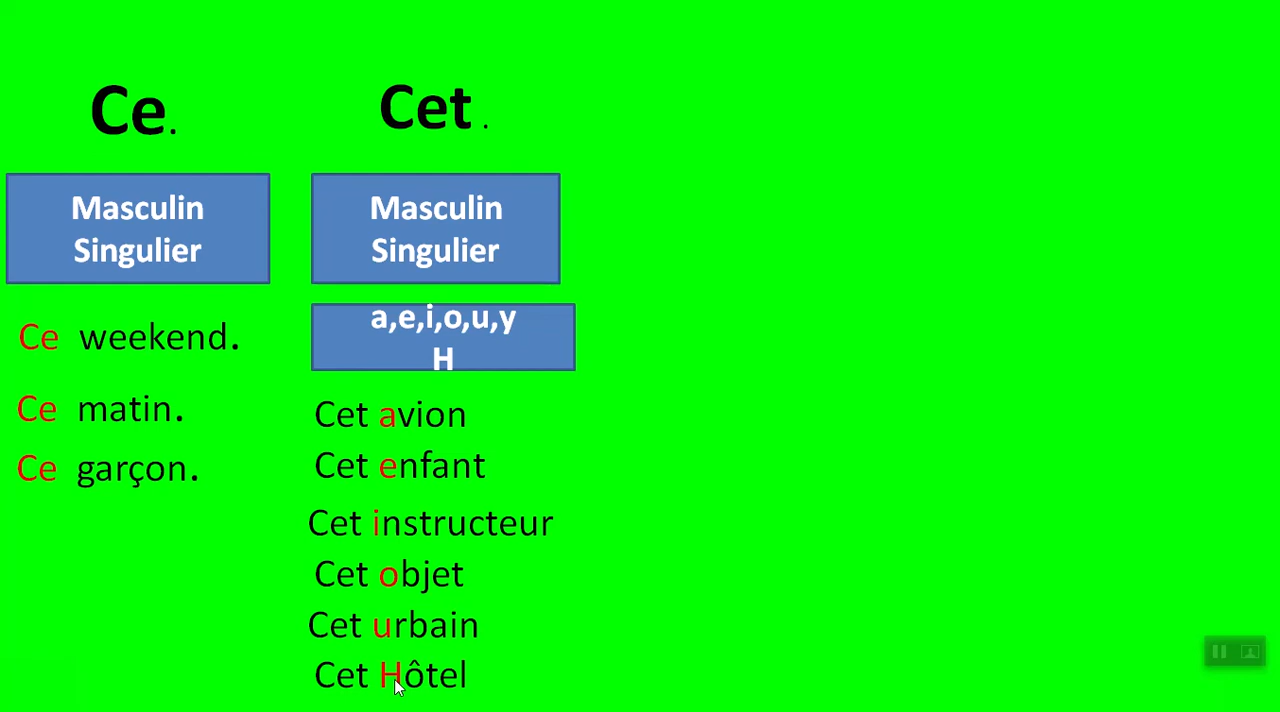 Ce.
Masculin
Singulier
Ce weekend.
Ce matin.
Ce garçon.
Cet .
Masculin
Singulier
a,e,i,o,u,y
H
Cet avion
Cet enfant
Cet instructeur
Cet objet
Cet urbain
Cet Hôtel